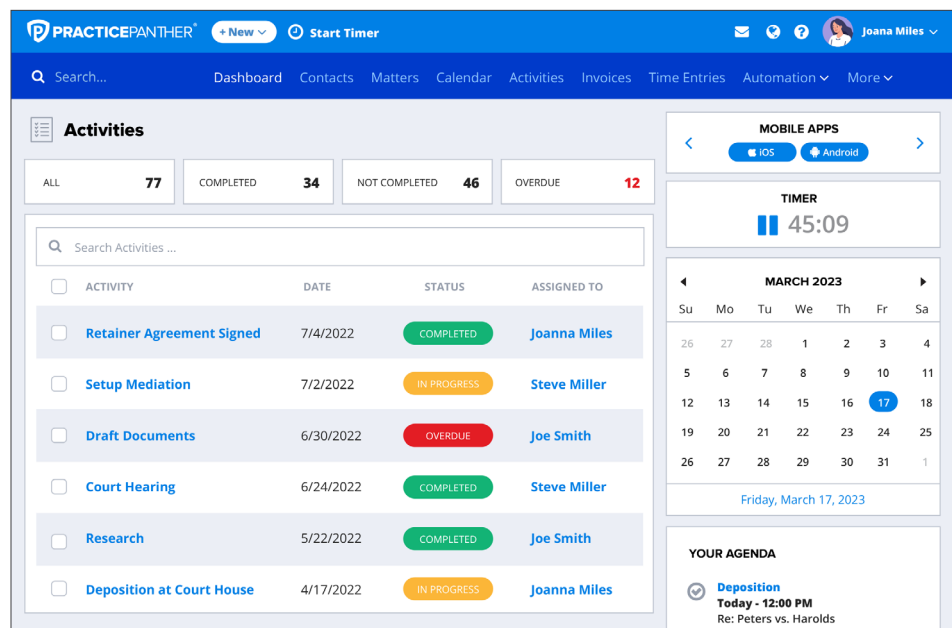 PRACTICEPANTHER® + New Start Timer Joana Miles
Search... Dashboard Contacts Matters Calendar Activities Invoices Time Entries Automation More
Activities
ALL 77 COMPLETED 34 NOT COMPLETED 46 OVERDUE 12
Search Activities ...
ACTIVITY DATE STATUS ASSIGNED TO
Retainer Agreement Signed 7/4/2022 COMPLETED Joanna Miles
Setup Mediation 7/2/2022 IN PROGRESS Steve Miller
Draft Documents 6/30/2022 OVERDUE Joe Smith
Court Hearing 6/24/2022 COMPLETED Steve Miller
Research 5/22/2022 COMPLETED Joe Smith
Deposition at Court House 4/17/2022 IN PROGRESS Joanna Miles
MOBILE APPS
iOS Android
TIMER
45:09
MARCH 2023
Su Mo Tu We Th Fr Sa
26 27 28 1 2 3 4
5 6 7 8 9 10 11
12 13 14 15 16 17 18
19 20 21 22 23 24 25
26 27 28 29 30 31 1
Friday, March 17, 2023
YOUR AGENDA
Deposition
Today - 12:00 PM
Re: Peters vs. Harolds